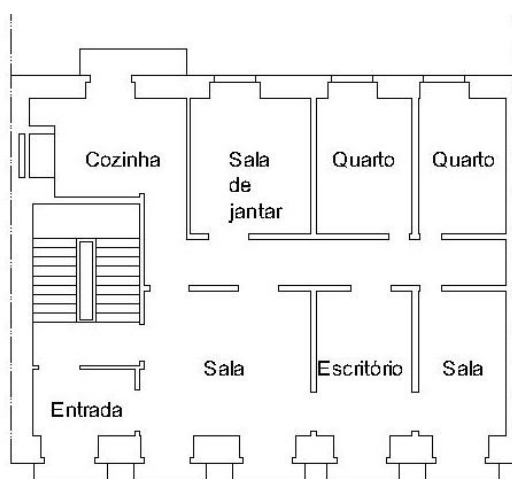 Cozinha
Sala
de
jantar
Quarto
Quarto
Sala
Escritório
Sala
Entrada